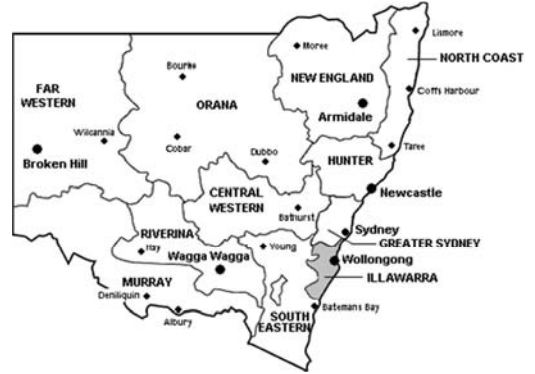 Lismore
Moree
NORTH COAST
Bourke
FAR
WESTERN
NEW ENGLAND
Coffs Harbour
ORANA
Armidale
Wilcannia
Cobar
Taree
Dubbo
Broken Hill
HUNTER
CENTRAL
WESTERN
Newcastle
Bathurst
RIVERINA
Sydney
GREATER SYDNEY
Hay
Young
Wagga Wagga
Wollongong
MURRAY
ILLAWARRA
Deniliquin
SOUTH
EASTERN
Batemans Bay
Albury